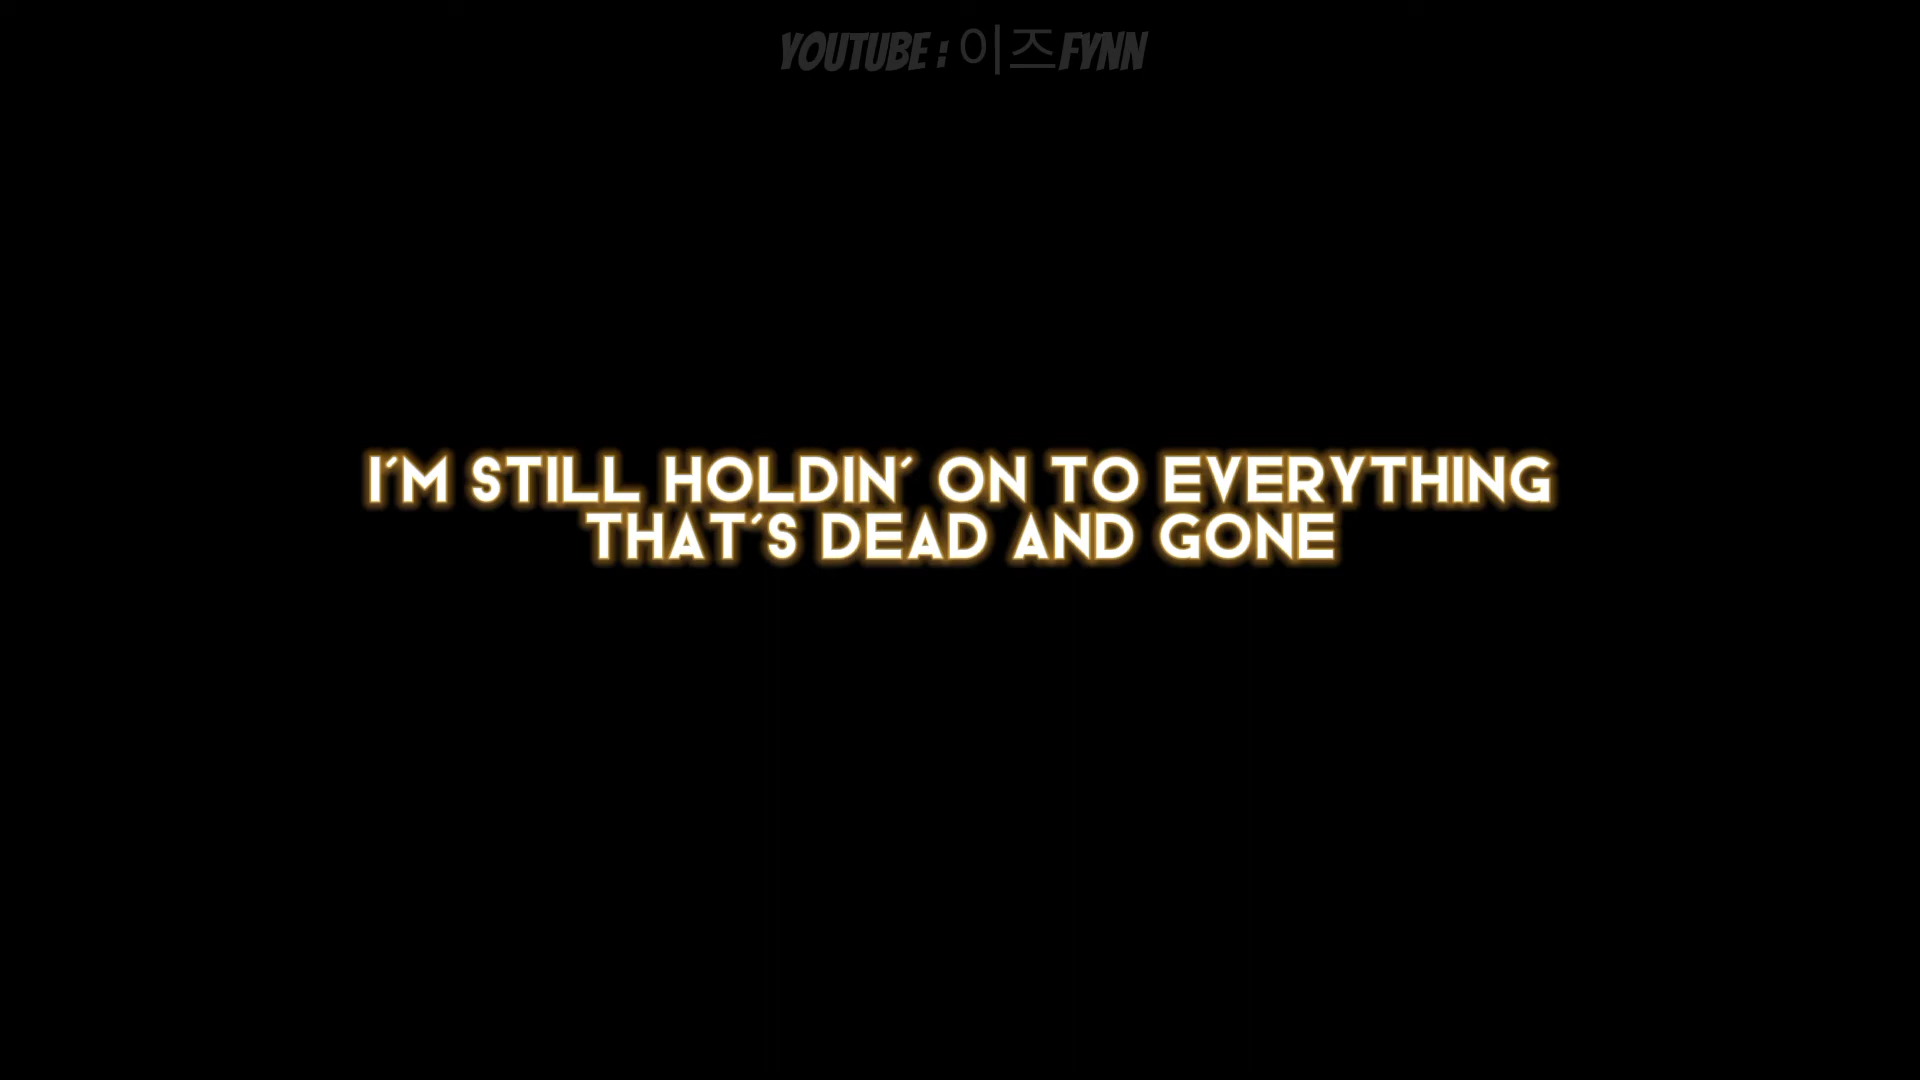 YOUTUBE : 이즈FYNN
I'M STILL HOLDIN' ON TO EVERYTHING
THAT'S DEAD AND GONE